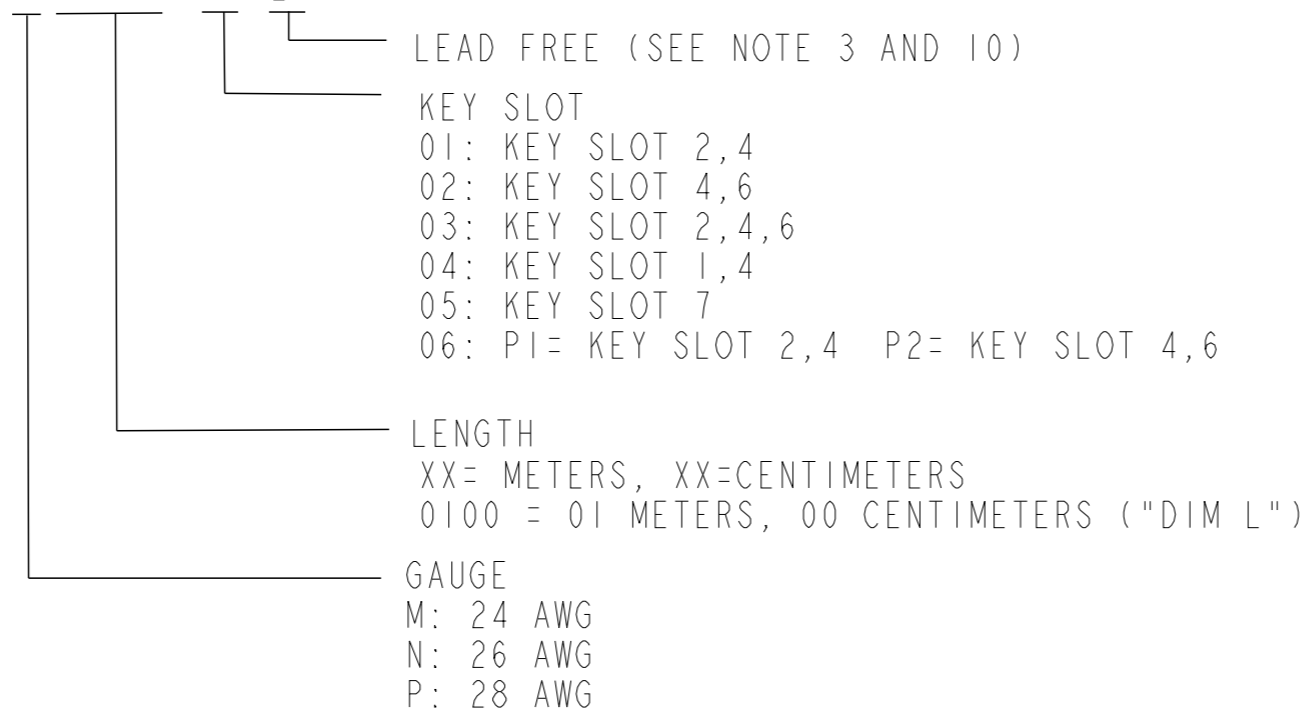 LEAD FREE (SEE NOTE 3 AND 10)
KEY SLOT
01: KEY SLOT 2,4
02: KEY SLOT 4,6
03: KEY SLOT 2,4,6
04: KEY SLOT 1,4
05: KEY SLOT 7
06: P1= KEY SLOT 2,4 P2= KEY SLOT 4,6
LENGTH
XX= METERS, XX=CENTIMETERS
0100 = 01 METERS, 00 CENTIMETERS ("DIM L")
GAUGE
M: 24 AWG
N: 26 AWG
P: 28 AWG